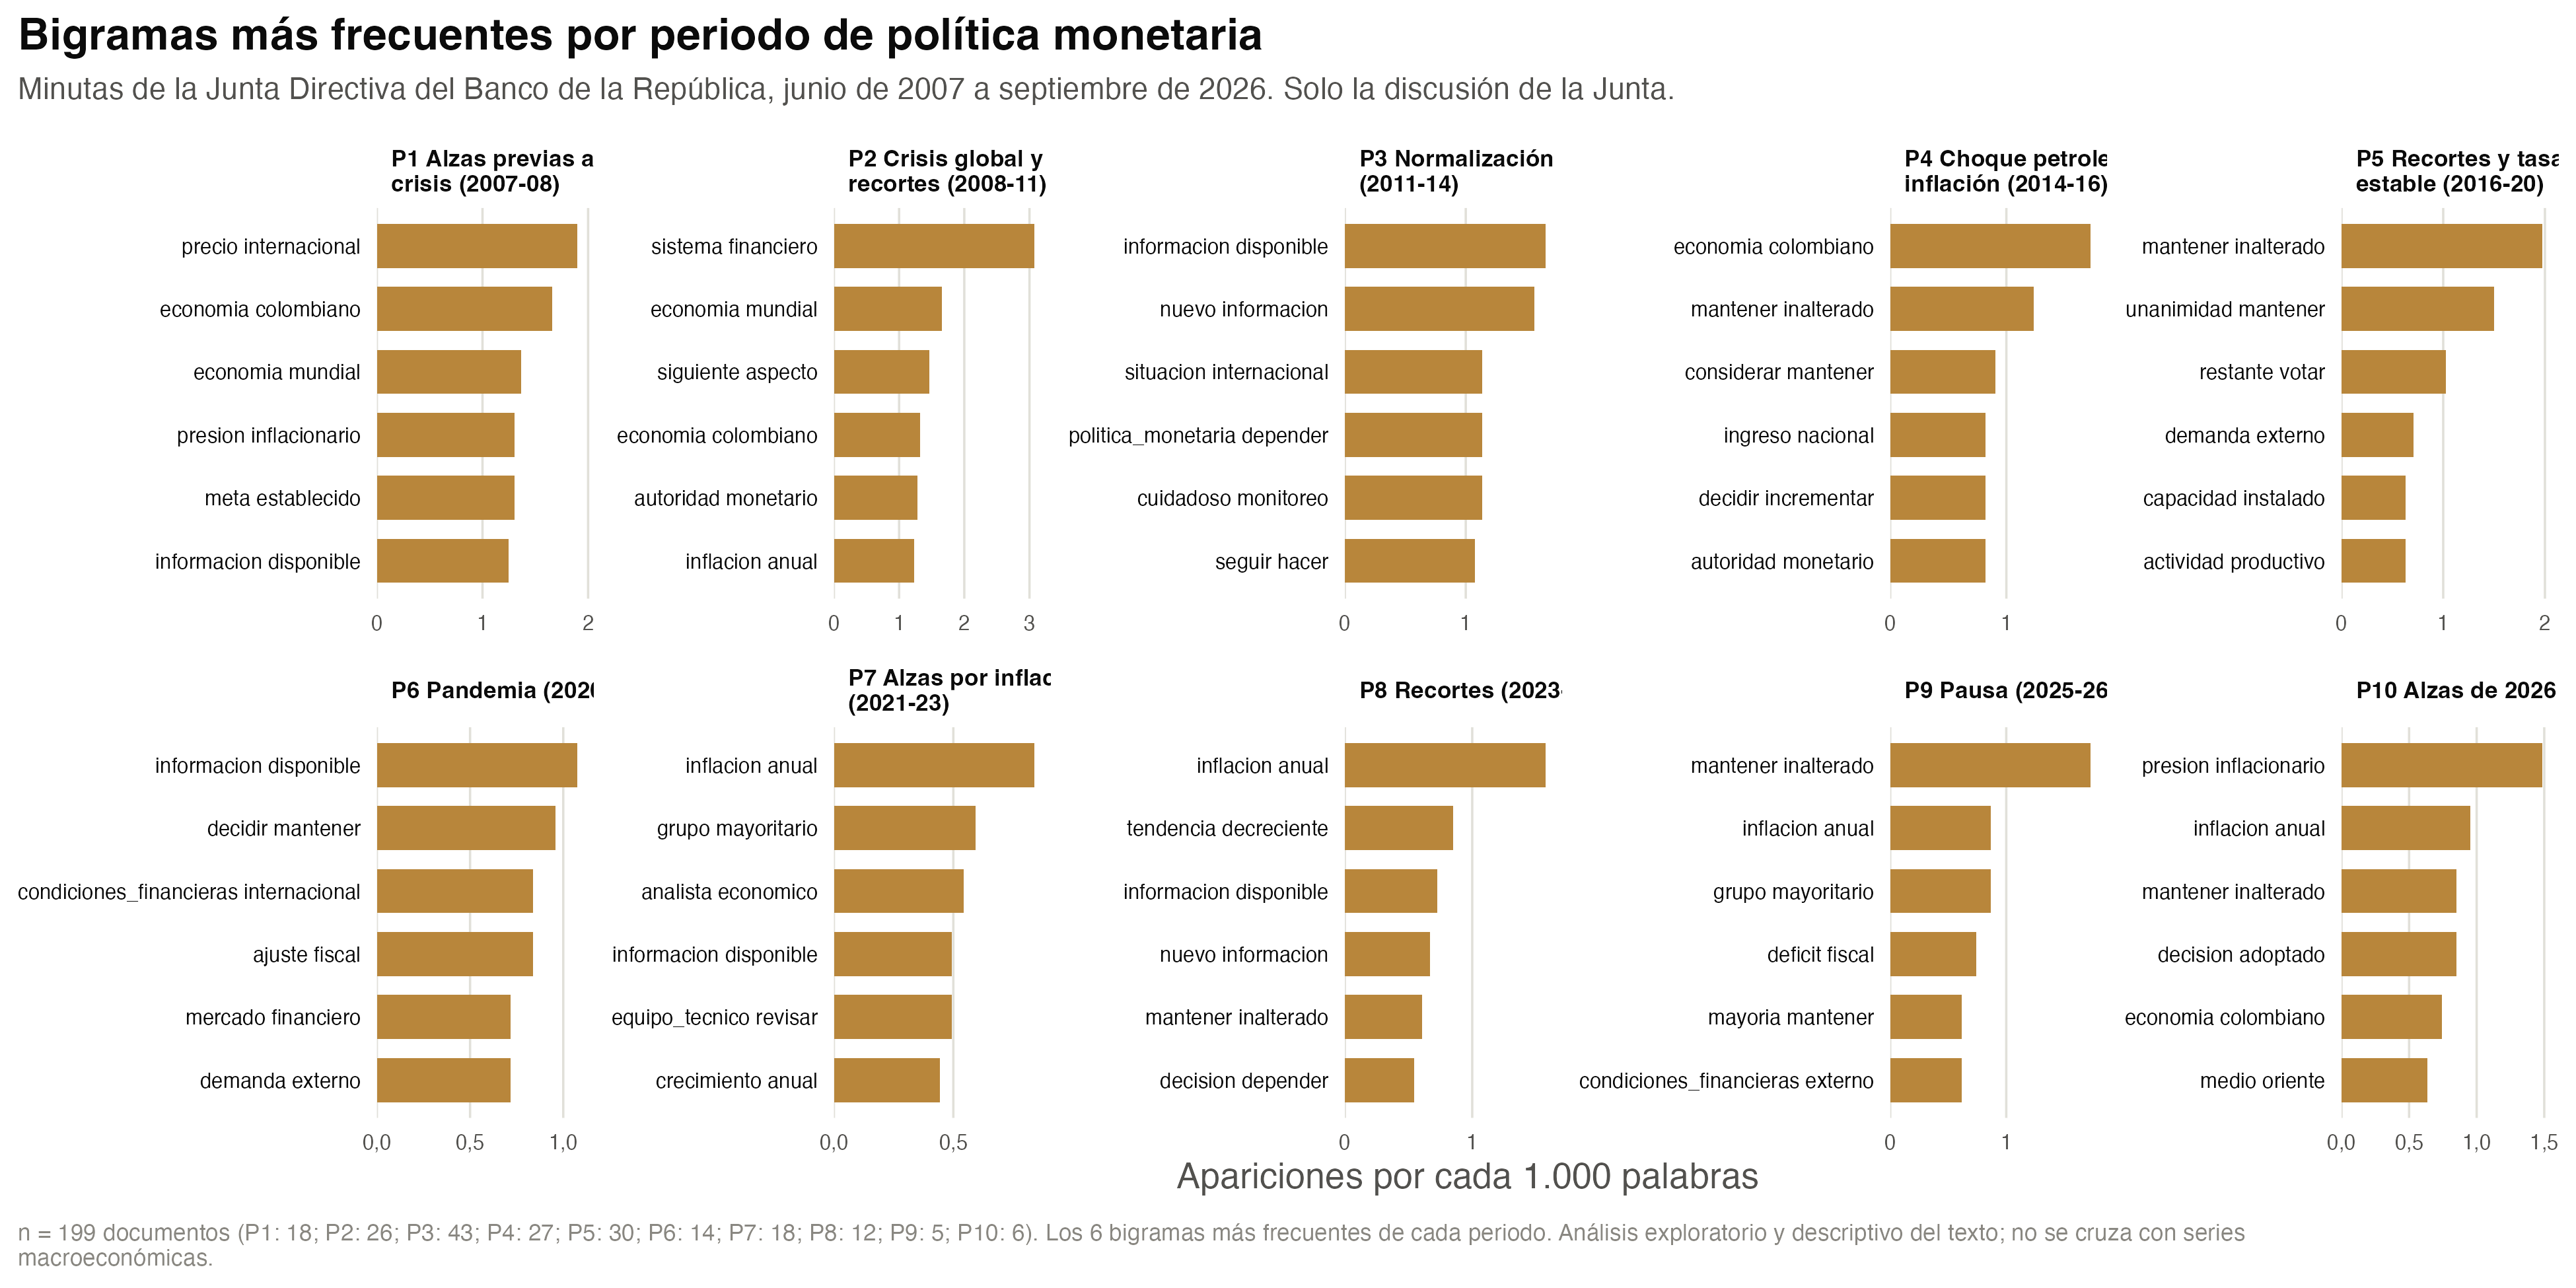 Bigramas más frecuentes por periodo de política monetaria
Minutas de la Junta Directiva del Banco de la República, junio de 2007 a septiembre de 2026. Solo la discusión de la Junta.
P1 Alzas previas a
crisis (2007-08)
precio internacional
economia colombiano
economia mundial
presion inflacionario
meta establecido
informacion disponible
0 1 2
P2 Crisis global y
recortes (2008-11)
sistema financiero
economia mundial
siguiente aspecto
economia colombiano
autoridad monetario
inflacion anual
0 1 2 3
P3 Normalización
(2011-14)
informacion disponible
nuevo informacion
situacion internacional
politica_monetaria depender
cuidadoso monitoreo
seguir hacer
0 1
P4 Choque petrole
inflación (2014-16)
economia colombiano
mantener inalterado
considerar mantener
ingreso nacional
decidir incrementar
autoridad monetario
0 1
P5 Recortes y tasa
estable (2016-20)
mantener inalterado
unanimidad mantener
restante votar
demanda externo
capacidad instalado
actividad productivo
0 1 2
P6 Pandemia (202
informacion disponible
decidir mantener
condiciones_financieras internacional
ajuste fiscal
mercado financiero
demanda externo
0,0 0,5 1,0
P7 Alzas por inflac
(2021-23)
inflacion anual
grupo mayoritario
analista economico
informacion disponible
equipo_tecnico revisar
crecimiento anual
0,0 0,5
P8 Recortes (2023-
inflacion anual
tendencia decreciente
informacion disponible
nuevo informacion
mantener inalterado
decision depender
0 1
P9 Pausa (2025-26
mantener inalterado
inflacion anual
grupo mayoritario
deficit fiscal
mayoria mantener
condiciones_financieras externo
0 1
P10 Alzas de 2026
presion inflacionario
inflacion anual
mantener inalterado
decision adoptado
economia colombiano
medio oriente
0,0 0,5 1,0 1,5
Apariciones por cada 1.000 palabras
n = 199 documentos (P1: 18; P2: 26; P3: 43; P4: 27; P5: 30; P6: 14; P7: 18; P8: 12; P9: 5; P10: 6). Los 6 bigramas más frecuentes de cada periodo. Análisis exploratorio y descriptivo del texto; no se cruza con series
macroeconómicas.